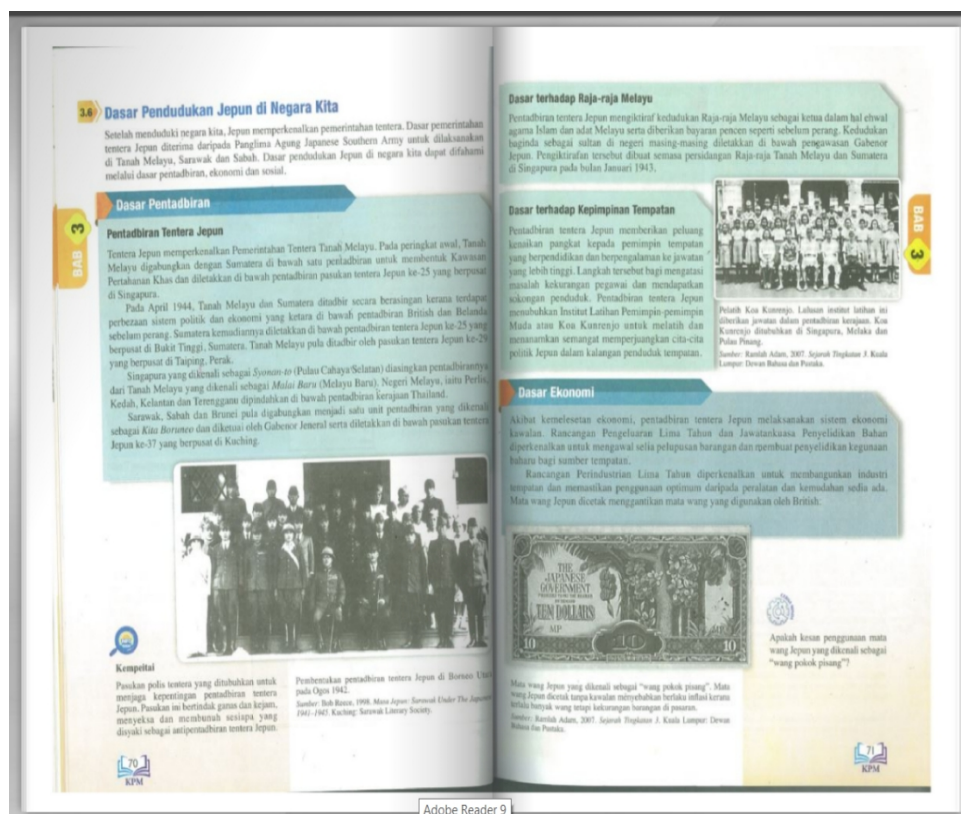 3.6 Dasar Pendudukan Jepun di Negara Kita
Setelah menduduki negara kita, Jepun memperkenalkan pemerintahan tentera. Dasar pemerintahan
tentera Jepun diterima daripada Panglima Agung Japanese Southern Army untuk dilaksanakan
di Tanah Melayu, Sarawak dan Sabah. Dasar pendudukan Jepun di negara kita dapat difahami
melalui dasar pentadbiran, ekonomi dan sosial.
Dasar Pentadbiran
BAB 3
Pentadbiran Tentera Jepun
Tentera Jepun memperkenalkan Pemerintahan Tentera Tanah Melayu. Pada peringkat awal, Tanah
Melayu digabungkan dengan Sumatera di bawah satu pentadbiran untuk membentuk Kawasan
Pertahanan Khas dan diletakkan di bawah pentadbiran pasukan tentera Jepun ke-25 yang berpusat
di Singapura.
Pada April 1944, Tanah Melayu dan Sumatera ditadbir secara berasingan kerana terdapat
perbezaan sistem politik dan ekonomi yang ketara di bawah pentadbiran British dan Belanda
sebelum perang. Sumatera kemudiannya diletakkan di bawah pentadbiran tentera Jepun ke-25 yang
berpusat di Bukit Tinggi, Sumatera. Tanah Melayu pula ditadbir oleh pasukan tentera Jepun ke-29
yang berpusat di Taiping, Perak.
Singapura yang dikenali sebagai Syonan-to (Pulau Cahaya Selatan) diasingkan pentadbirannya
dari Tanah Melayu yang dikenali sebagai Malai Baru (Melayu Baru). Negeri Melayu, iaitu Perlis,
Kedah, Kelantan dan Terengganu dipindahkan di bawah pentadbiran kerajaan Thailand.
Sarawak, Sabah dan Brunei pula digabungkan menjadi satu unit pentadbiran yang dikenali
sebagai Kita Boruneo dan diketuai oleh Gabenor Jeneral serta diletakkan di bawah pasukan tentera
Jepun ke-37 yang berpusat di Kuching.
Kempeitai
Pasukan polis tentera yang ditubuhkan untuk
menjaga kepentingan pentadbiran tentera
Jepun. Pasukan ini bertindak ganas dan kejam,
menyeksa dan membunuh sesiapa yang
disyaki sebagai antipentadbiran tentera Jepun.
Pembentukan pentadbiran tentera Jepun di Borneo Utara
pada Ogos 1942.
Sumber: Bob Reece, 1998. Masa Jepun: Sarawak Under The Japanese
1941-1945. Kuching: Sarawak Literary Society.
70
KPM
Dasar terhadap Raja-raja Melayu
Pentadbiran tentera Jepun mengiktiraf kedudukan Raja-raja Melayu sebagai ketua dalam hal ehwal
agama Islam dan adat Melayu serta diberikan bayaran pencen seperti sebelum perang. Kedudukan
baginda sebagai sultan di negeri masing-masing diletakkan di bawah pengawasan Gabenor
Jepun. Pengiktirafan tersebut dibuat semasa persidangan Raja-raja Tanah Melayu dan Sumatera
di Singapura pada bulan Januari 1943.
Dasar terhadap Kepimpinan Tempatan
Pentadbiran tentera Jepun memberikan peluang
kenaikan pangkat kepada pemimpin tempatan
yang berpendidikan dan berpengalaman ke jawatan
yang lebih tinggi. Langkah tersebut bagi mengatasi
masalah kekurangan pegawai dan mendapatkan
sokongan penduduk. Pentadbiran tentera Jepun
menubuhkan Institut Latihan Pemimpin-pemimpin
Muda atau Koa Kunrenjo untuk melatih dan
menanamkan semangat memperjuangkan cita-cita
politik Jepun dalam kalangan penduduk tempatan.
BAB 3
Pelatih Koa Kunrenjo. Lulusan institut latihan ini
diberikan jawatan dalam pentadbiran kerajaan. Koa
Kunrenjo ditubuhkan di Singapura, Melaka dan
Pulau Pinang.
Sumber: Ramlah Adam, 2007. Sejarah Tingkatan 3. Kuala
Lumpur: Dewan Bahasa dan Pustaka.
Dasar Ekonomi
Akibat kemelesetan ekonomi, pentadbiran tentera Jepun melaksanakan sistem ekonomi
kawalan. Rancangan Pengeluaran Lima Tahun dan Jawatankuasa Penyelidikan Bahan
diperkenalkan untuk mengawal selia pelupusan barangan dan membuat penyelidikan kegunaan
baharu bagi sumber tempatan.
Rancangan Perindustrian Lima Tahun diperkenalkan untuk membangunkan industri
tempatan dan memastikan penggunaan optimum daripada peralatan dan kemudahan sedia ada.
Mata wang Jepun dicetak menggantikan mata wang yang digunakan oleh British.
THE
JAPANESE
GOVERNMENT
TEN DOLLARS
MP
MP
10
10
10
Mata wang Jepun yang dikenali sebagai "wang pokok pisang". Mata
wang Jepun dicetak tanpa kawalan menyebabkan berlaku inflasi kerana
terlalu banyak wang tetapi kekurangan barangan di pasaran.
Sumber: Ramlah Adam, 2007. Sejarah Tingkatan 3. Kuala Lumpur: Dewan
Bahasa dan Pustaka.
Apakah kesan penggunaan mata
wang Jepun yang dikenali sebagai
"wang pokok pisang"?
71
KPM
Adobe Reader 9